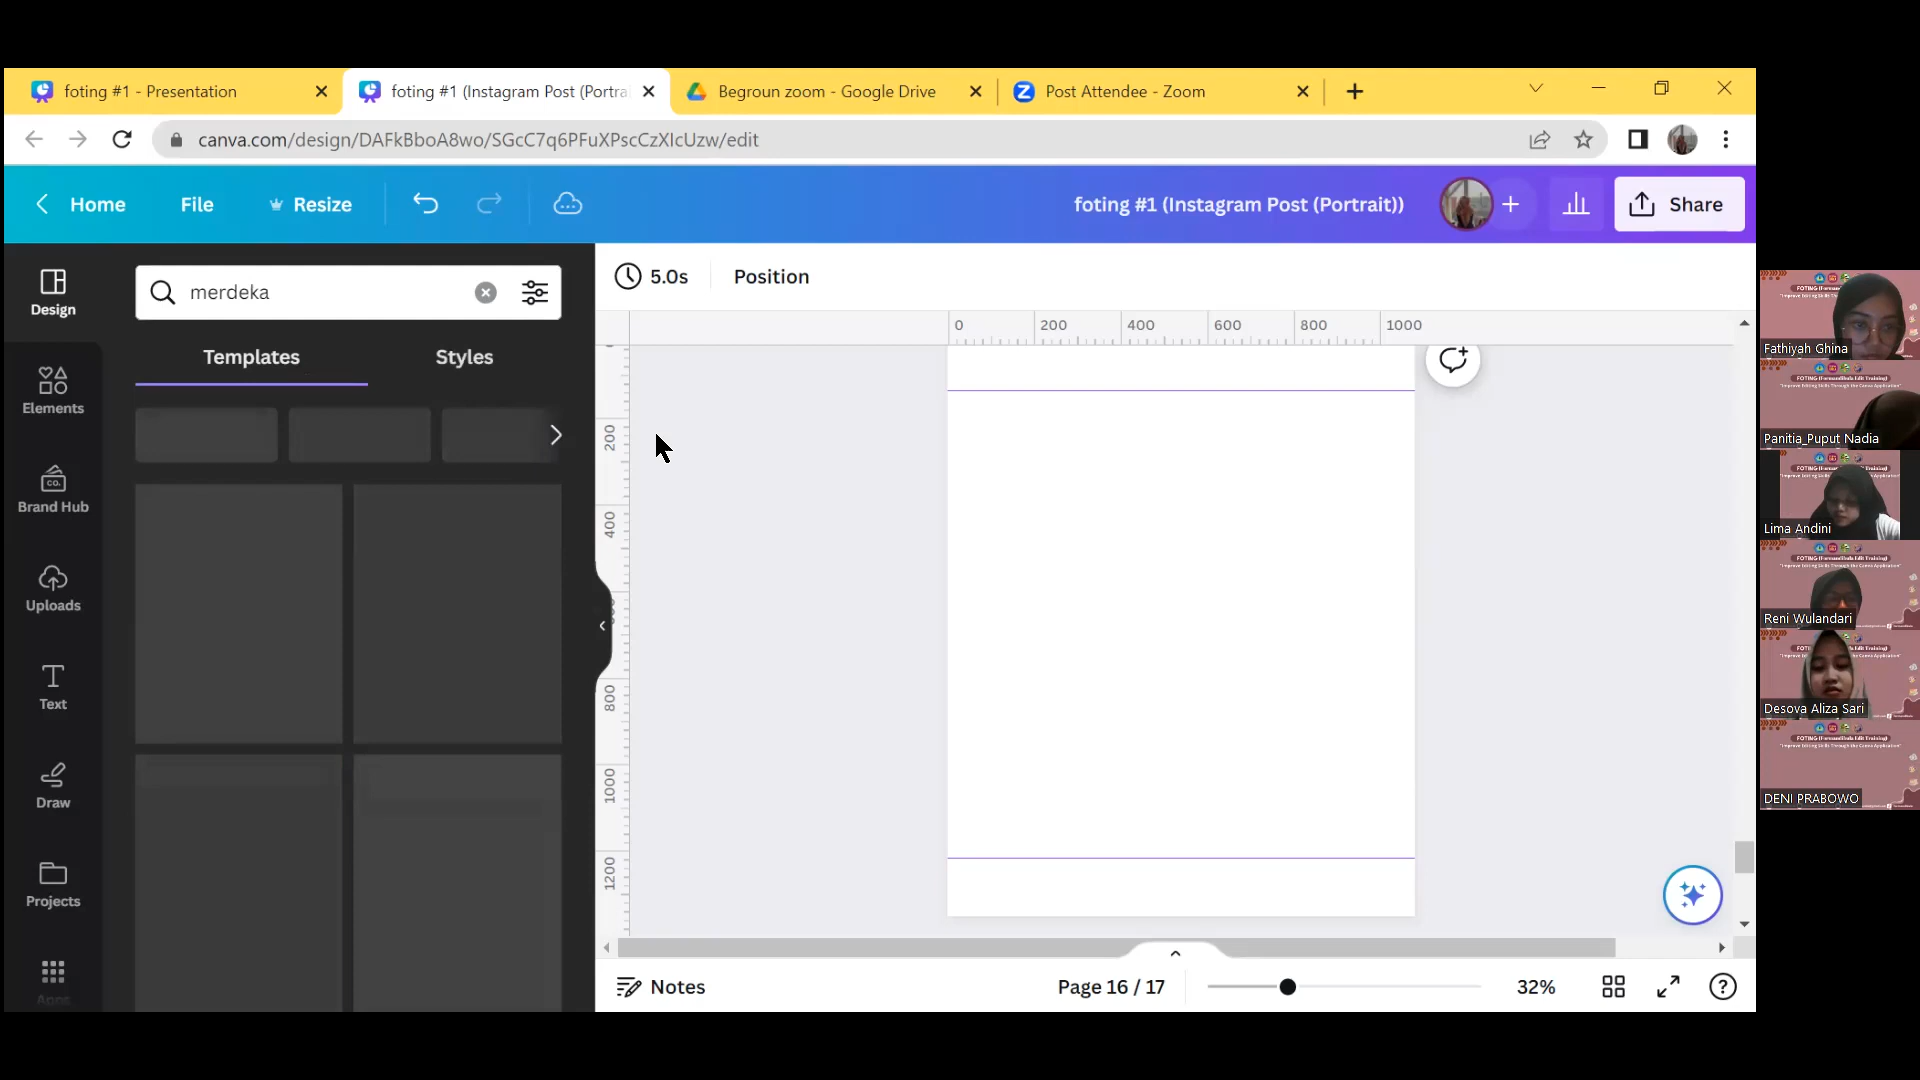 foting #1 - Presentation
foting #1 (Instagram Post (Portra
Begroun zoom - Google Drive
Post Attendee - Zoom
canva.com/design/DAFkBboA8wo/SGcC7q6PFuXPscCzXIcUzw/edit
Home
File
Resize
foting #1 (Instagram Post (Portrait))
Share
Design
merdeka
5.0s
Position
Templates
Styles
0 200 400 600 800 1000
200
400
800
1000
1200
Elements
CO.
Brand Hub
Uploads
Text
Draw
Projects
Apps
Notes
Page 16 / 17
32%
Fathiyah Ghina
Panitia_Puput Nadia
Lima Andini
Reni Wulandari
Desova Aliza Sari
DENI PRABOWO